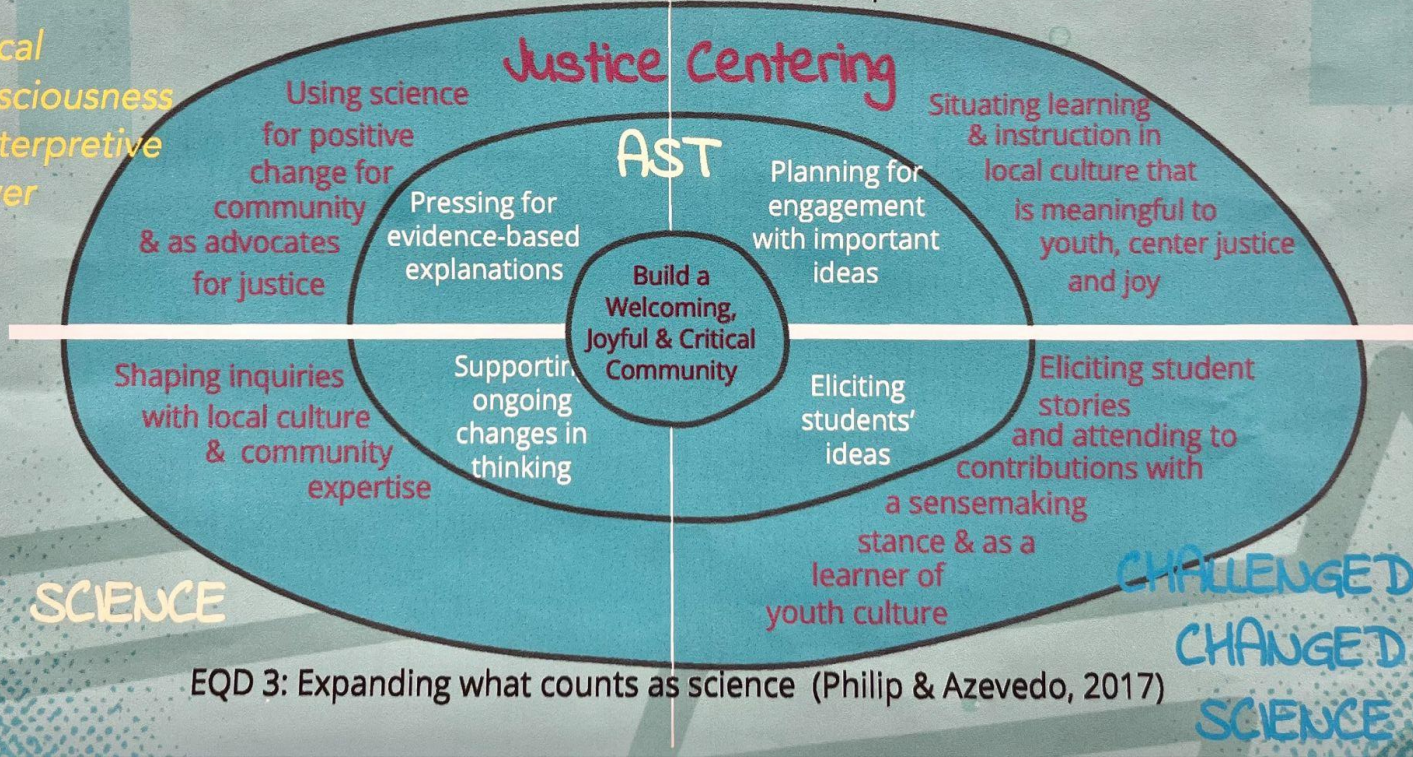 cal
sciousness
terpretive
er
Justice Centering
Using science
for positive
change for
community
& as advocates
for justice
Situating learning
& instruction in
local culture that
is meaningful to
youth, center justice
and joy
AST
Pressing for
evidence-based
explanations
Planning for
engagement
with important
ideas
Build a
Welcoming,
Joyful & Critical
Community
Shaping inquiries
with local culture
& community
expertise
Supportin
ongoing
changes in
thinking
Eliciting
students'
ideas
Eliciting student
stories
and attending to
contributions with
a sensemaking
stance & as a
learner of
youth culture
SCIENCE
CHALLENGED
CHANGED
SCIENCE
EQD 3: Expanding what counts as science (Philip & Azevedo, 2017)